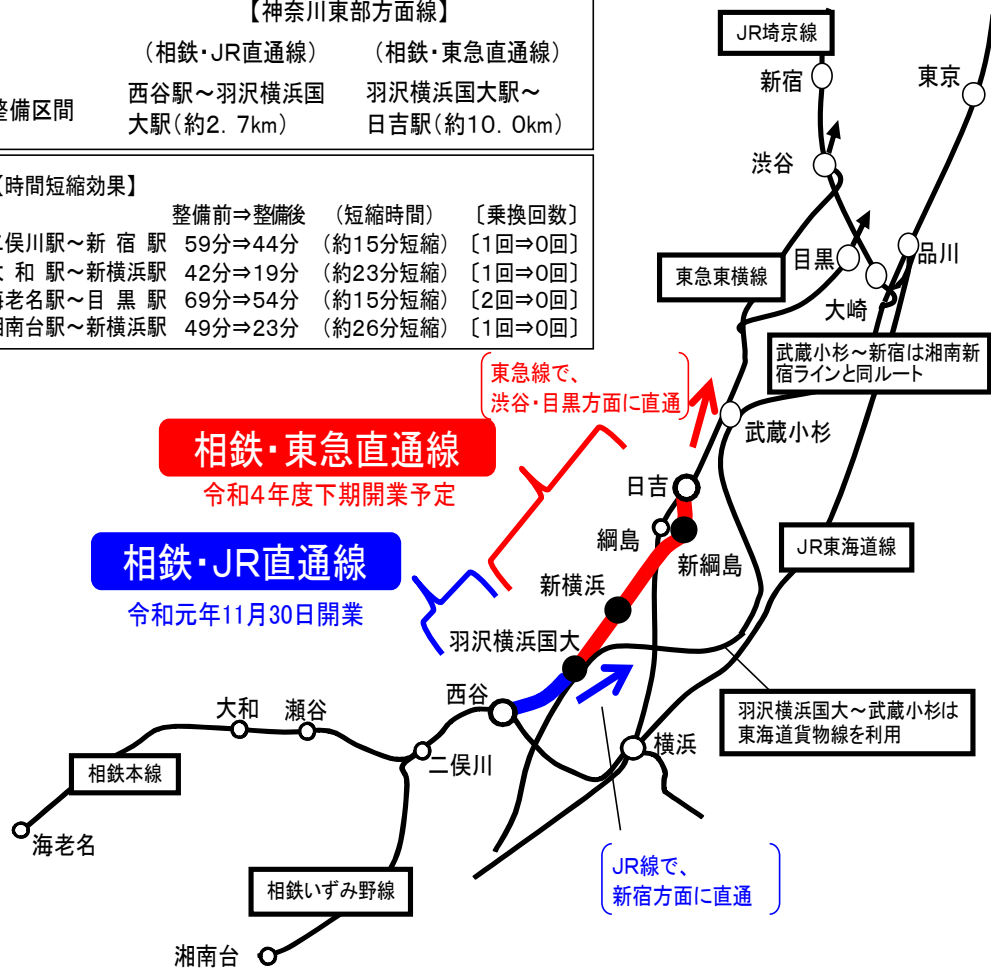 【神奈川東部方面線】
（相鉄・JR直通線）　（相鉄・東急直通線）
整備区間　西谷駅～羽沢横浜国　羽沢横浜国大駅～
大駅（約2．7km）　日吉駅（約10．0km）
【時間短縮効果】
整備前⇒整備後　（短縮時間）　〔乗換回数〕
二俣川駅～新 宿 駅　59分⇒44分　（約15分短縮）〔1回⇒0回〕
大 和 駅～新横浜駅　42分⇒19分　（約23分短縮）〔1回⇒0回〕
海老名駅～目 黒 駅　69分⇒54分　（約15分短縮）〔2回⇒0回〕
湘南台駅～新横浜駅　49分⇒23分　（約26分短縮）〔1回⇒0回〕
JR埼京線
新宿
東京
渋谷
目黒
品川
東急東横線
大崎
武蔵小杉～新宿は湘南新
宿ラインと同ルート
東急線で、
渋谷・目黒方面に直通
武蔵小杉
相鉄・東急直通線
令和4年度下期開業予定
日吉
綱島
新綱島
JR東海道線
相鉄・JR直通線
令和元年11月30日開業
新横浜
羽沢横浜国大
西谷
大和
瀬谷
二俣川
横浜
羽沢横浜国大～武蔵小杉は
東海道貨物線を利用
相鉄本線
海老名
JR線で、
新宿方面に直通
相鉄いずみ野線
湘南台